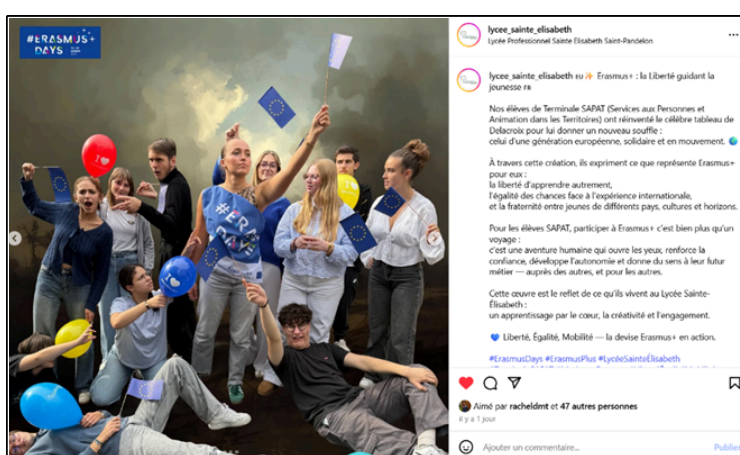 #ERASMUS+
DAYS
I ♥
I ♥
#ERA
DAYS
lycee_sainte_elisabeth
Lycée Professionnel Sainte Elisabeth Saint-Pandelon
lycee_sainte_elisabeth EU ✨ Erasmus+ : la Liberté guidant la
jeunesse FR
Nos élèves de Terminale SAPAT (Services aux Personnes et
Animation dans les Territoires) ont réinventé le célèbre tableau de
Delacroix pour lui donner un nouveau souffle :
celui d'une génération européenne, solidaire et en mouvement. 🌍
À travers cette création, ils expriment ce que représente Erasmus+
pour eux :
la liberté d'apprendre autrement,
l'égalité des chances face à l'expérience internationale,
et la fraternité entre jeunes de différents pays, cultures et horizons.
Pour les élèves SAPAT, participer à Erasmus+ c'est bien plus qu'un
voyage :
c'est une aventure humaine qui ouvre les yeux, renforce la
confiance, développe l'autonomie et donne du sens à leur futur
métier — auprès des autres, et pour les autres.
Cette œuvre est le reflet de ce qu'ils vivent au Lycée Sainte-
Élisabeth :
un apprentissage par le cœur, la créativité et l'engagement.
💙 Liberté, Égalité, Mobilité — la devise Erasmus+ en action.
#ErasmusDays #ErasmusPlus #LycéeSainteÉlisabeth
Aimé par racheldmt et 47 autres personnes
il y a 1 jour
Ajouter un commentaire...
Publier